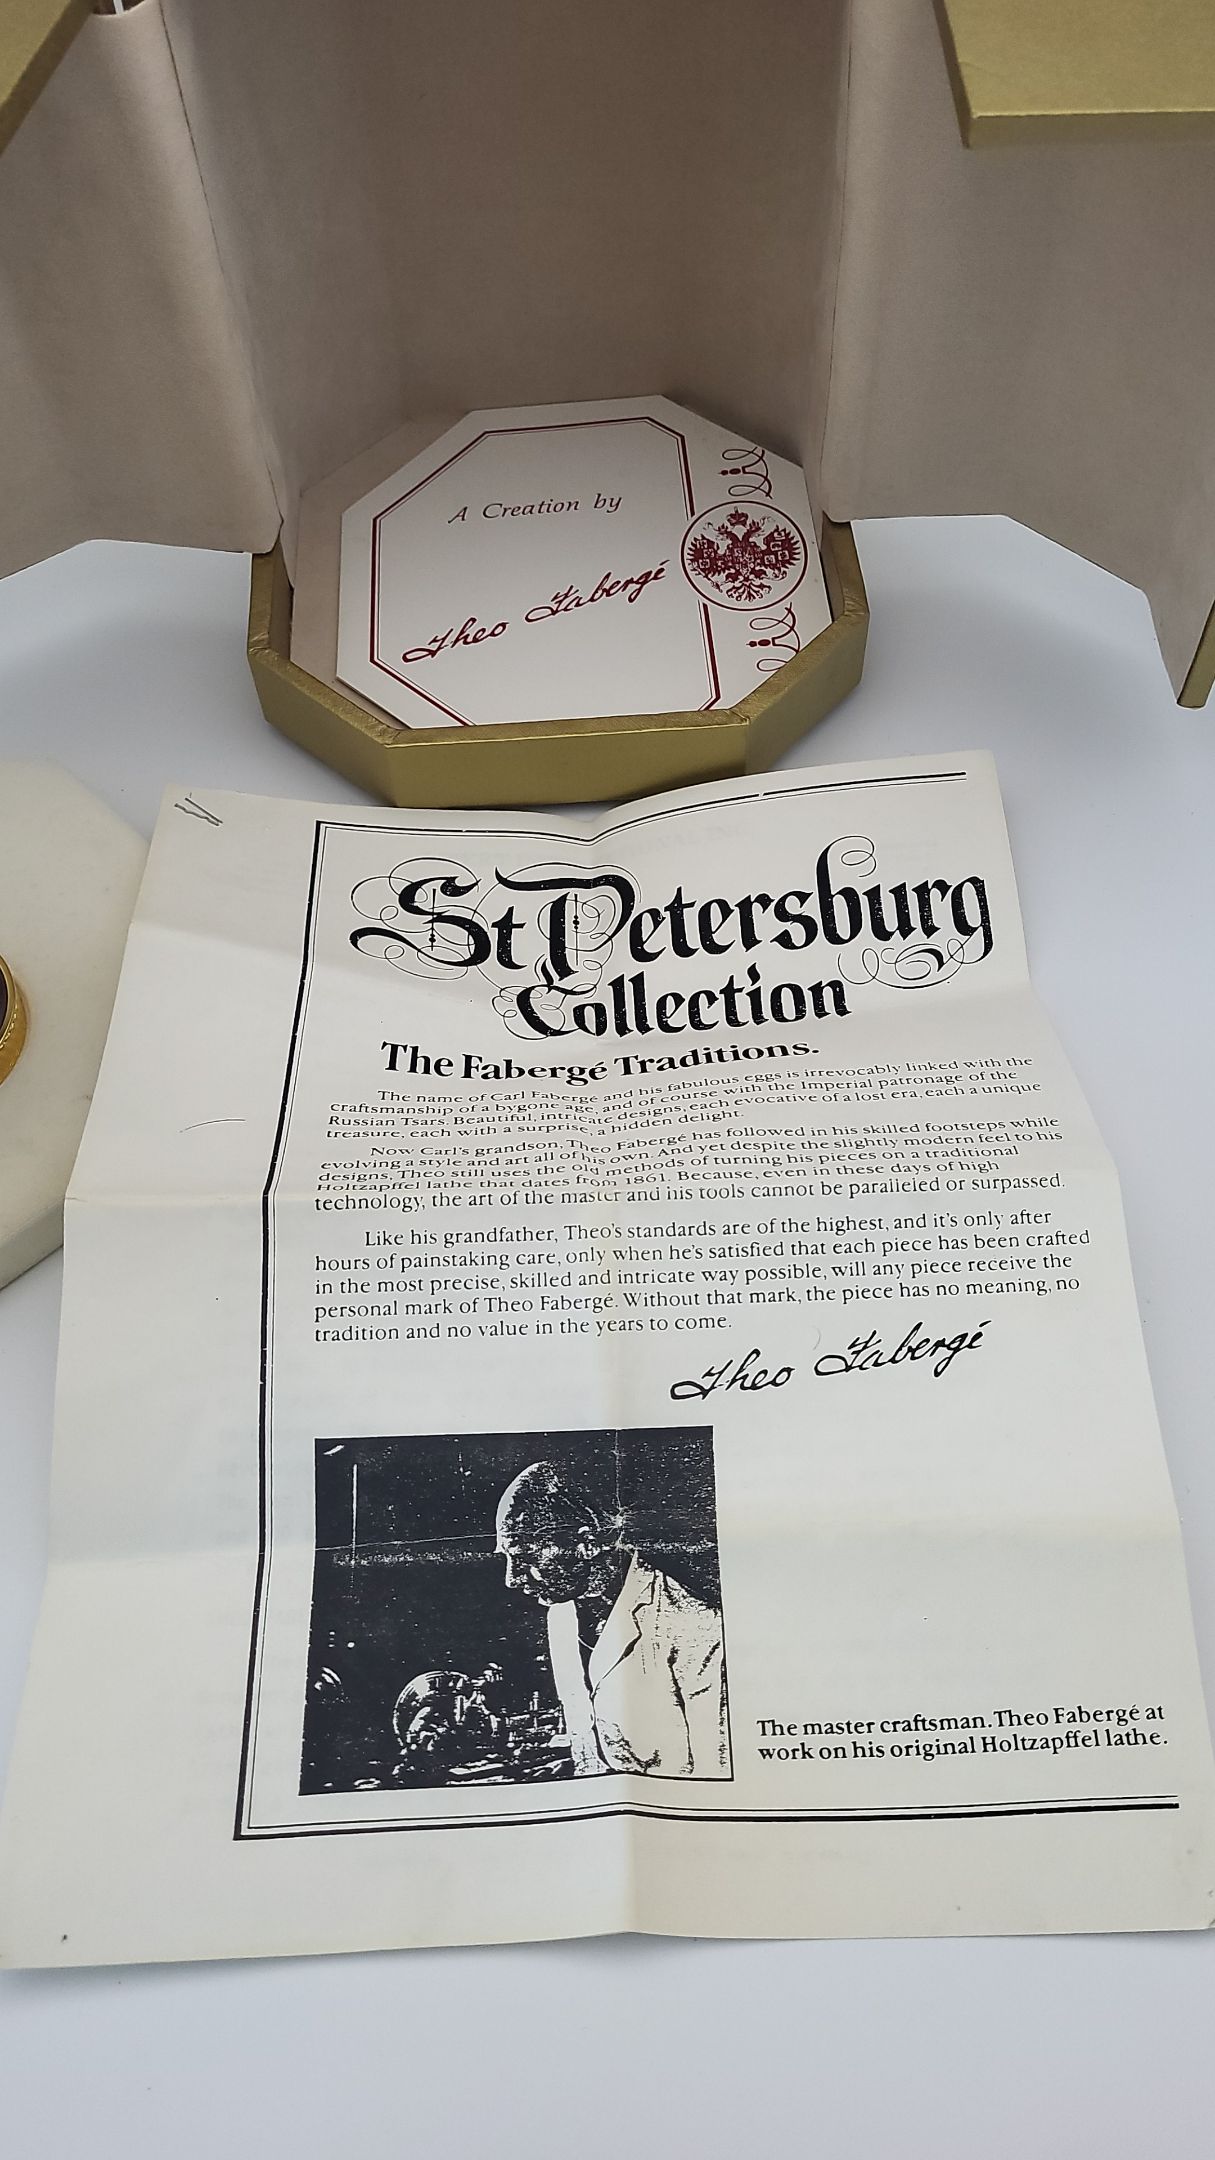 A Creation by
Theo Fabergé
St Petersburg
Collection
The Fabergé Traditions.
The name of Carl Fabergé and his fabulous eggs is irrevocably linked with the
craftsmanship of a bygone age, and of course with the Imperial patronage of the
Russian Tsars. Beautiful, intricate designs, each evocative of a lost era, each a unique
treasure, each with a surprise, a hidden delight.
Now Carl's grandson, Theo Fabergé has followed in his skilled footsteps while
evolving a style and art all of his own. And yet despite the slightly modern feel to his
designs, Theo still uses the old methods of turning his pieces on a traditional
Holtzapffel lathe that dates from 1861. Because, even in these days of high
technology, the art of the master and his tools cannot be paralleled or surpassed.
Like his grandfather, Theo's standards are of the highest, and it's only after
hours of painstaking care, only when he's satisfied that each piece has been crafted
in the most precise, skilled and intricate way possible, will any piece receive the
personal mark of Theo Fabergé. Without that mark, the piece has no meaning, no
tradition and no value in the years to come.
Theo Fabergé
The master craftsman. Theo Fabergé at
work on his original Holtzapffel lathe.